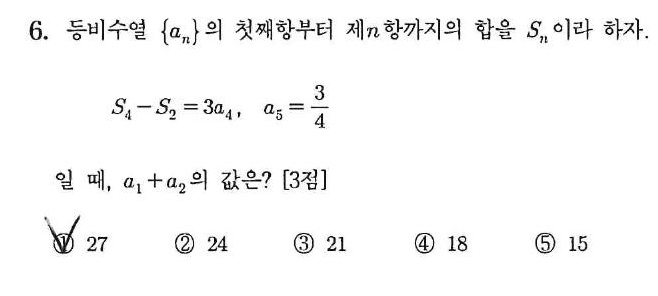 6. 등비수열 {aₙ}의 첫째항부터 제n항까지의 합을 Sₙ이라 하자.
S₄ − S₂ = 3a₄, a₅ = 3/4
일 때, a₁+a₂의 값은? [3점]
① 27 ② 24 ③ 21 ④ 18 ⑤ 15